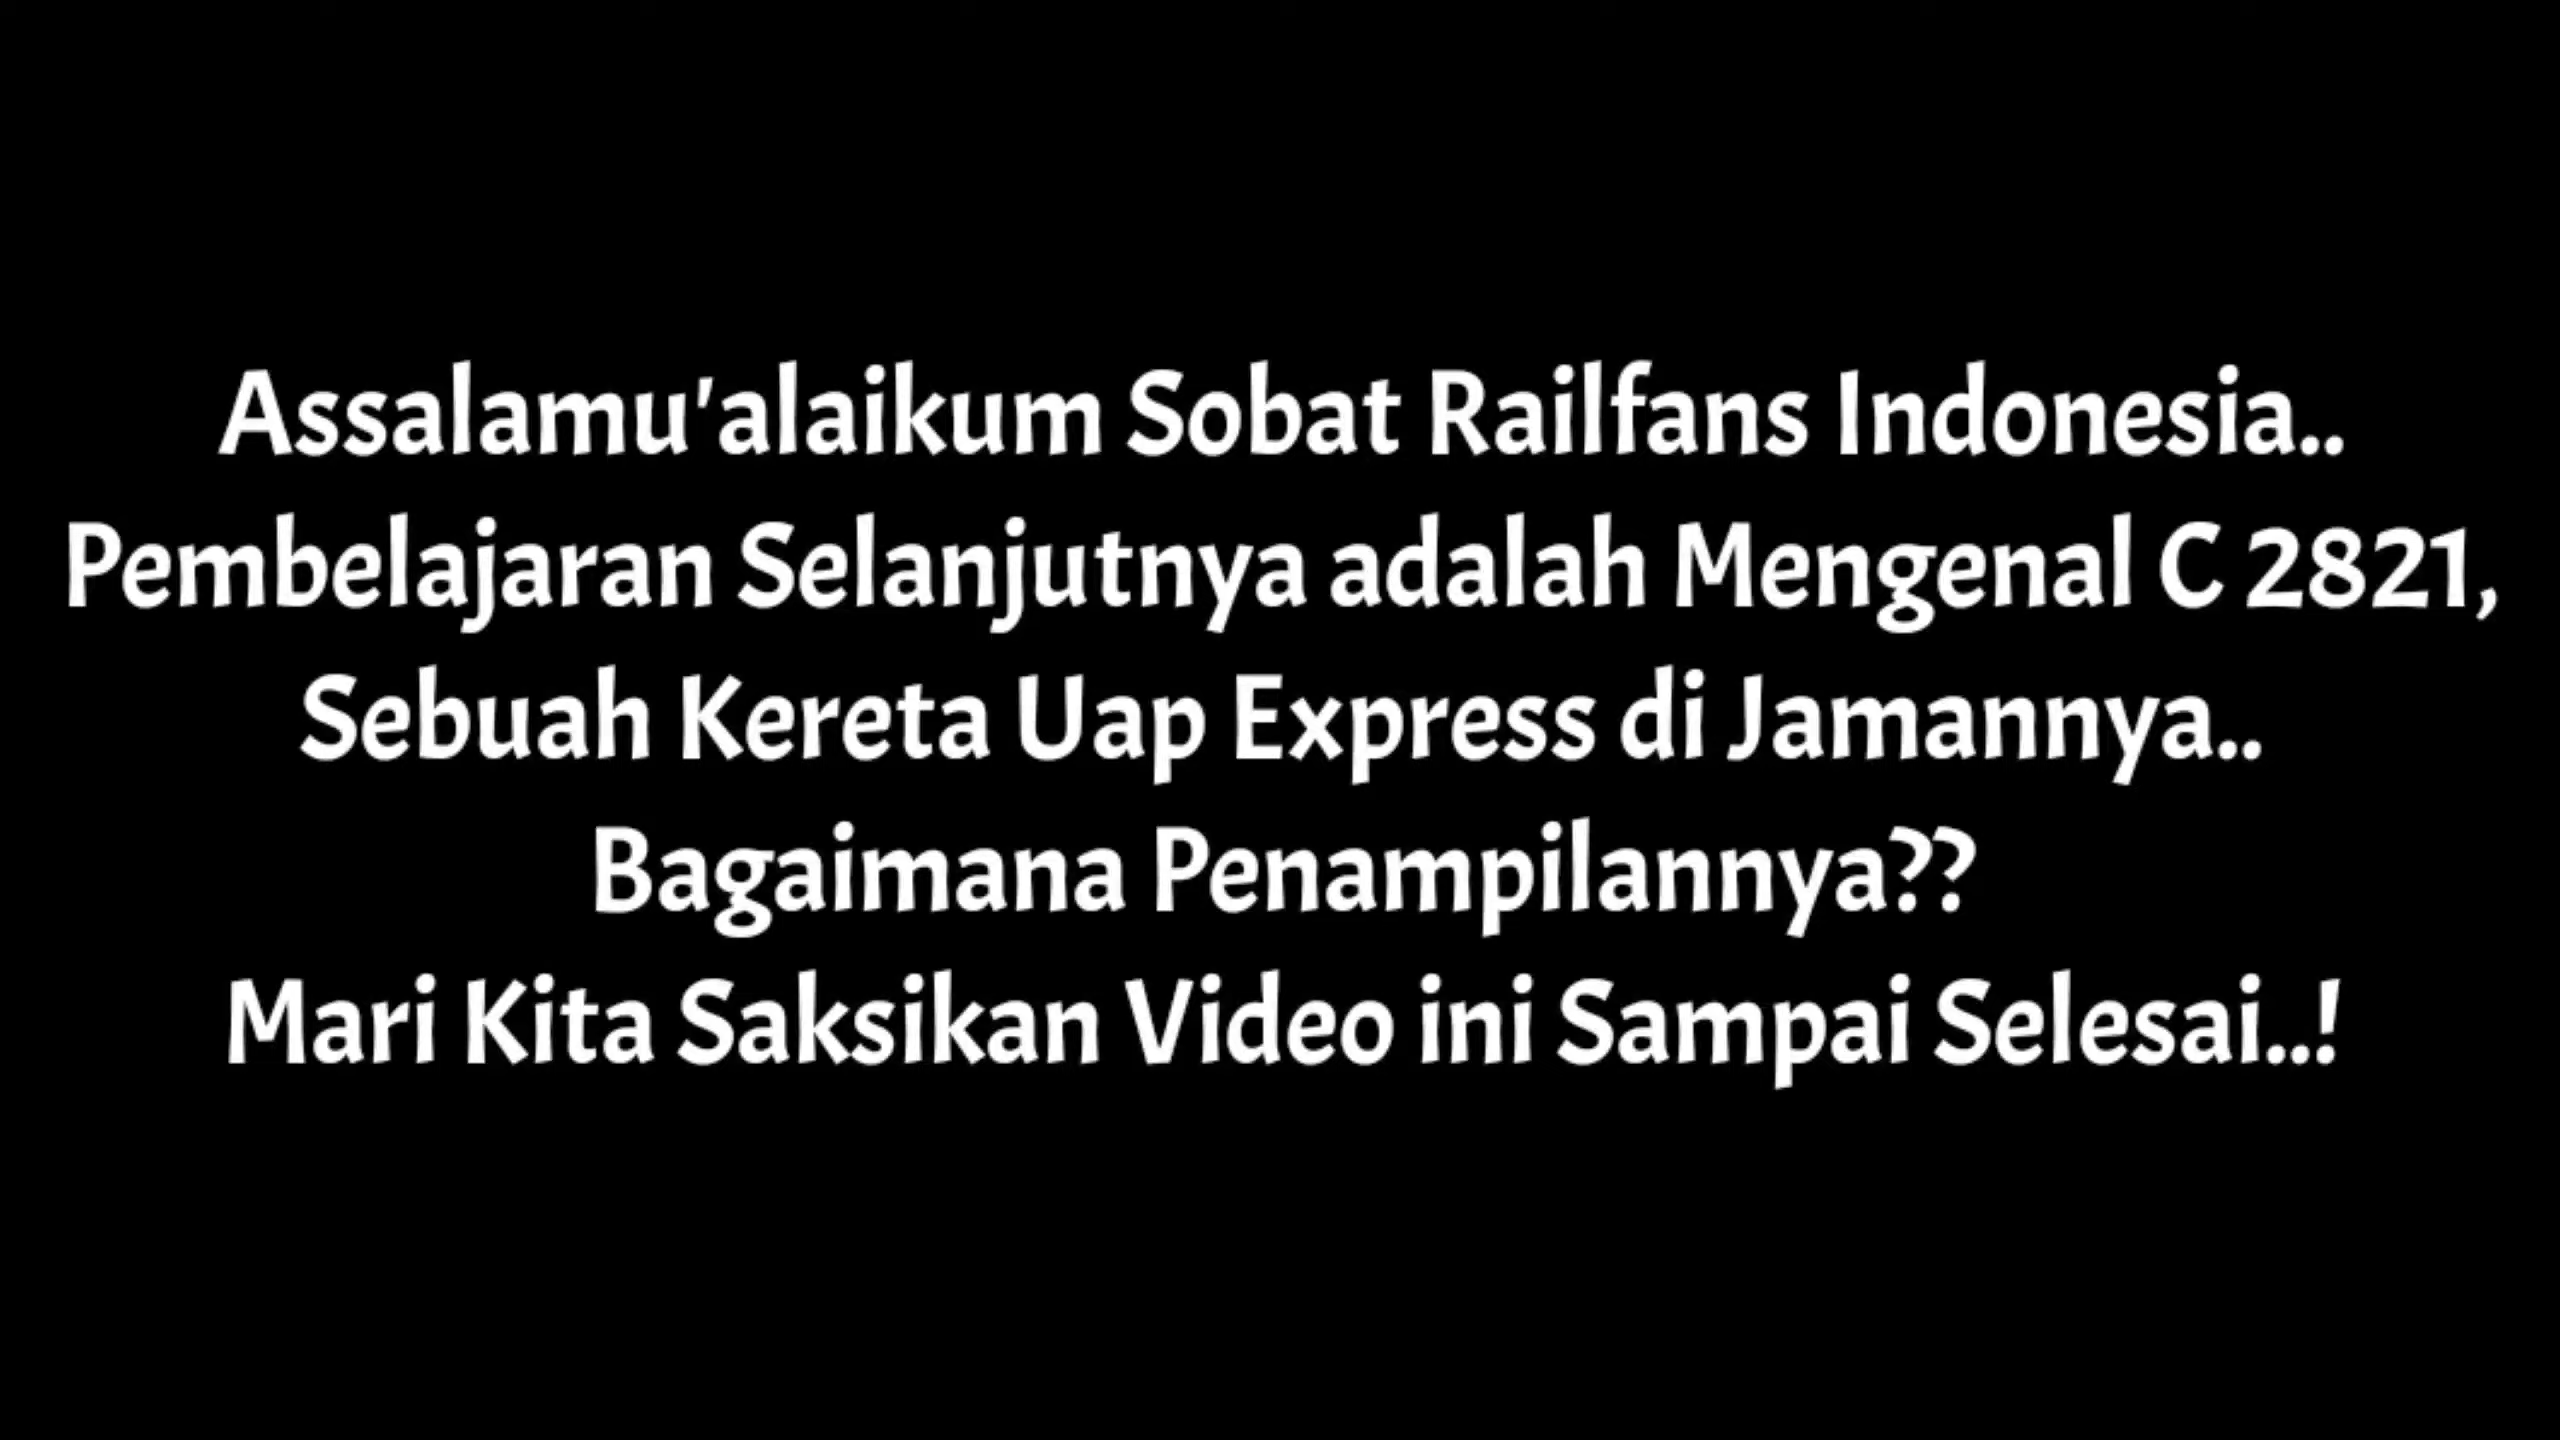 Assalamu'alaikum Sobat Railfans Indonesia..
Pembelajaran Selanjutnya adalah Mengenal C 2821,
Sebuah Kereta Uap Express di Jamannya..
Bagaimana Penampilannya??
Mari Kita Saksikan Video ini Sampai Selesai..!